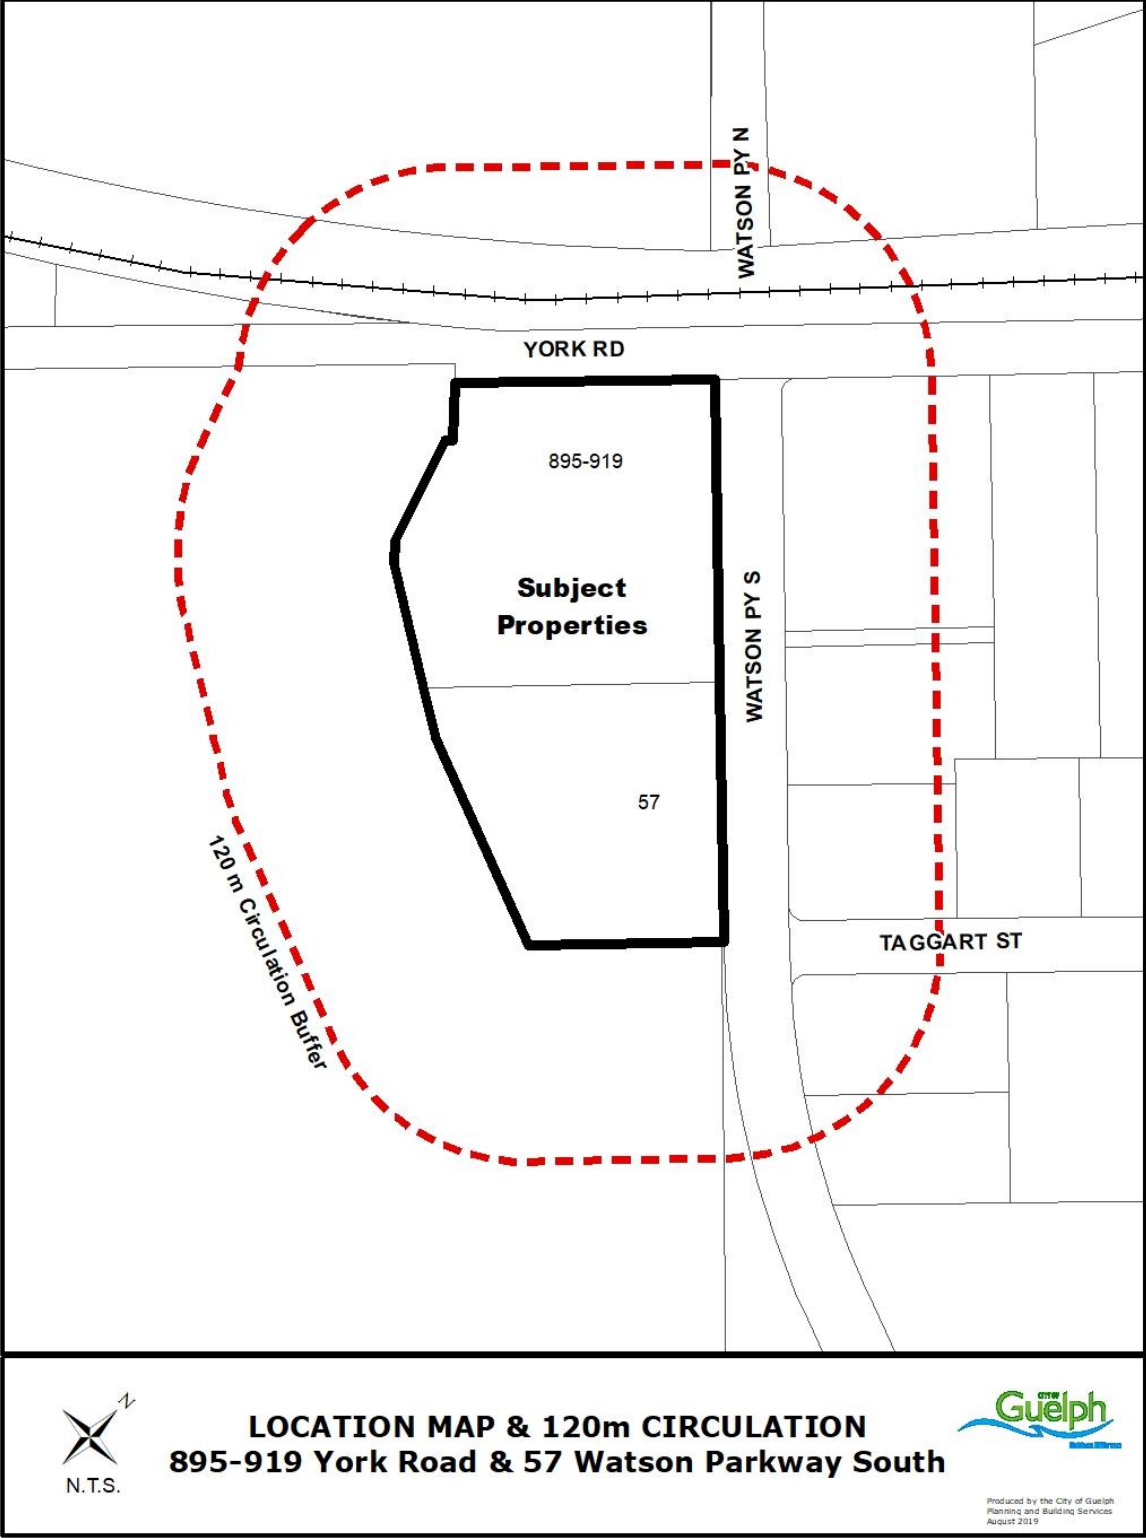 WATSON PY N
YORK RD
895-919
Subject
Properties
WATSON PY S
57
120 m Circulation Buffer
TAGGART ST
N
N.T.S.
LOCATION MAP & 120m CIRCULATION
895-919 York Road & 57 Watson Parkway South
CITY OF
Guelph
Produced by the City of Guelph
Planning and Building Services
August 2019